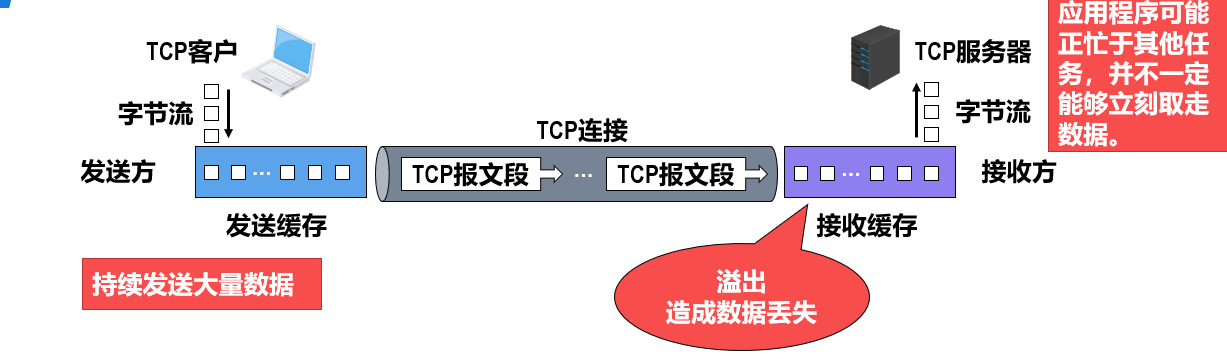 应用程序可能
正忙于其他任
务，并不一定
能够立刻取走
数据。
TCP客户
TCP服务器
字节流
字节流
TCP连接
发送方
... 
TCP报文段
...
TCP报文段
...
接收方
发送缓存
接收缓存
持续发送大量数据
溢出
造成数据丢失